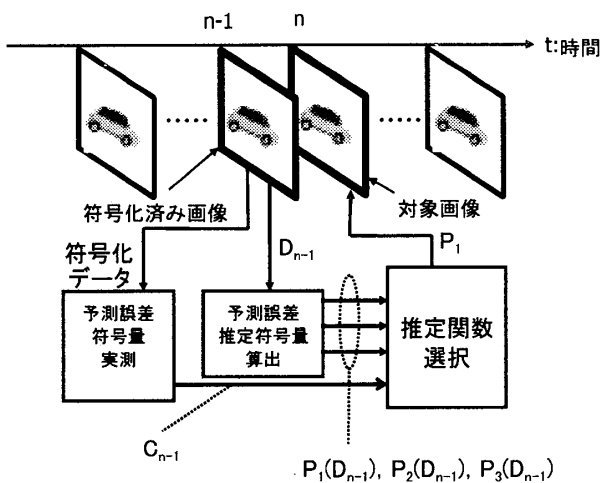 n-1
n
t:時間
符号化済み画像
対象画像
符号化
データ
D_{n-1}
P_1
予測誤差
符号量
実測
予測誤差
推定符号量
算出
推定関数
選択
C_{n-1}
P_1(D_{n-1}), P_2(D_{n-1}), P_3(D_{n-1})